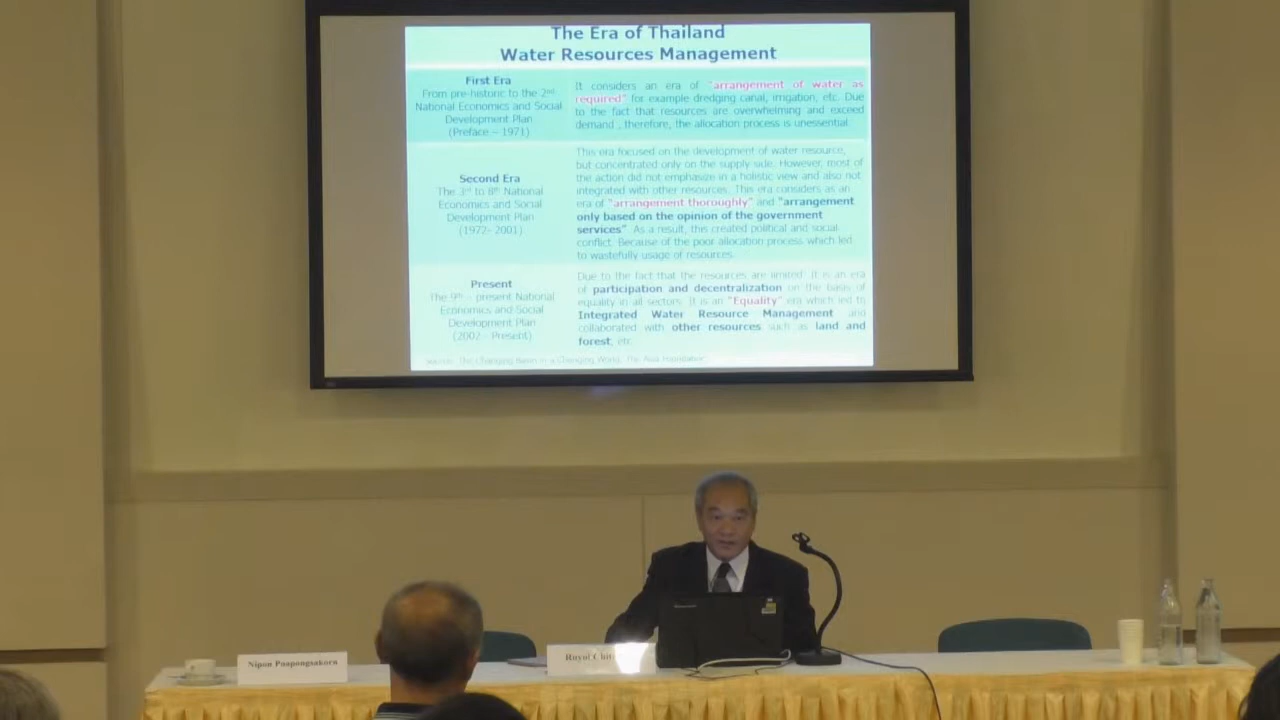 The Era of Thailand
Water Resources Management
First Era
From pre-historic to the 2nd
National Economics and Social
Development Plan
(Preface – 1971)
It considers an era of "arrangement of water as
required" for example dredging canal, irrigation, etc. Due
to the fact that resources are overwhelming and exceed
demand , therefore, the allocation process is unessential.
Second Era
The 3rd to 8th National
Economics and Social
Development Plan
(1972- 2001)
This era focused on the development of water resource,
but concentrated only on the supply side. However, most of
the action did not emphasize in a holistic view and also not
integrated with other resources. This era considers as an
era of "arrangement thoroughly" and "arrangement
only based on the opinion of the government
services". As a result, this created political and social
conflict. Because of the poor allocation process which led
to wastefully usage of resources.
Present
The 9th – present National
Economics and Social
Development Plan
(2002 – Present)
Due to the fact that the resources are limited. It is an era
of participation and decentralization on the basis of
equality in all sectors. It is an "Equality" era which led to
Integrated Water Resource Management and
collaborated with other resources such as land and
forest, etc.
in a Changing World, The Asia Foundation
Nipon Poapongsakorn
Royol